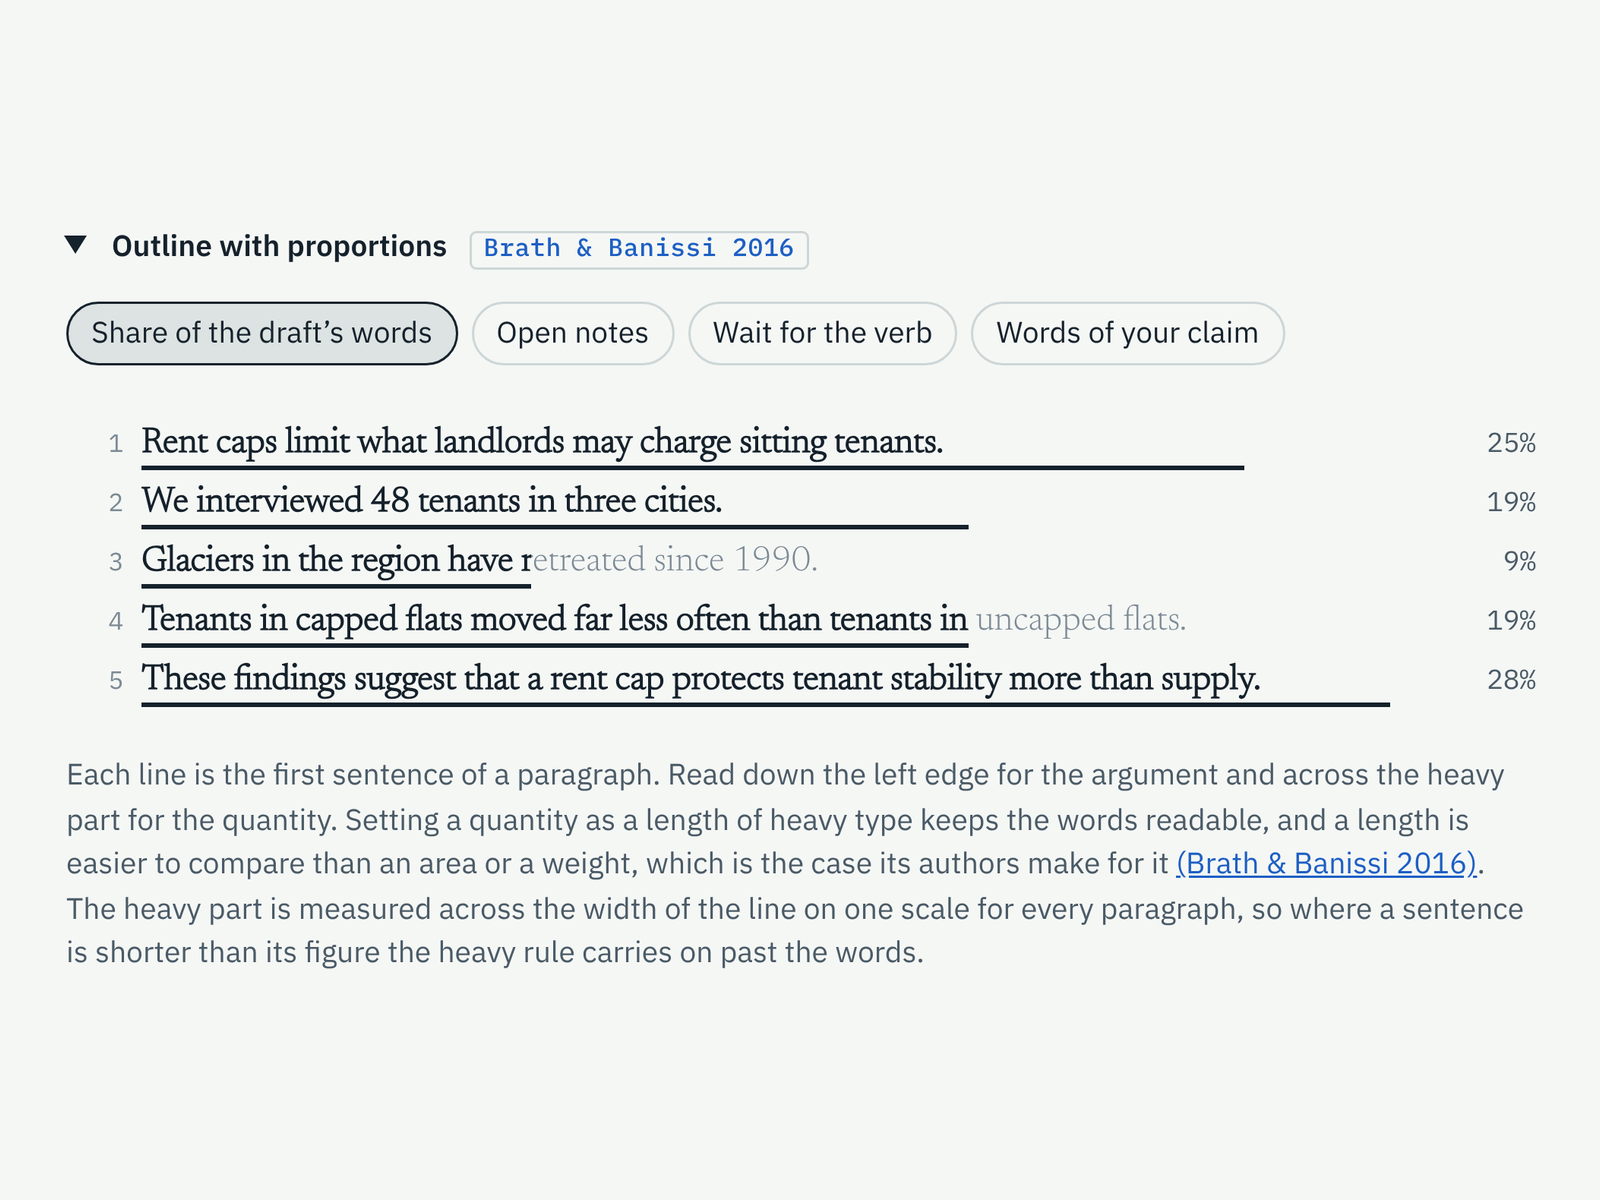 Outline with proportions Brath & Banissi 2016
Share of the draft’s words Open notes Wait for the verb Words of your claim
1 Rent caps limit what landlords may charge sitting tenants. 25%
2 We interviewed 48 tenants in three cities. 19%
3 Glaciers in the region have retreated since 1990. 9%
4 Tenants in capped flats moved far less often than tenants in uncapped flats. 19%
5 These findings suggest that a rent cap protects tenant stability more than supply. 28%
Each line is the first sentence of a paragraph. Read down the left edge for the argument and across the heavy
part for the quantity. Setting a quantity as a length of heavy type keeps the words readable, and a length is
easier to compare than an area or a weight, which is the case its authors make for it (Brath & Banissi 2016).
The heavy part is measured across the width of the line on one scale for every paragraph, so where a sentence
is shorter than its figure the heavy rule carries on past the words.